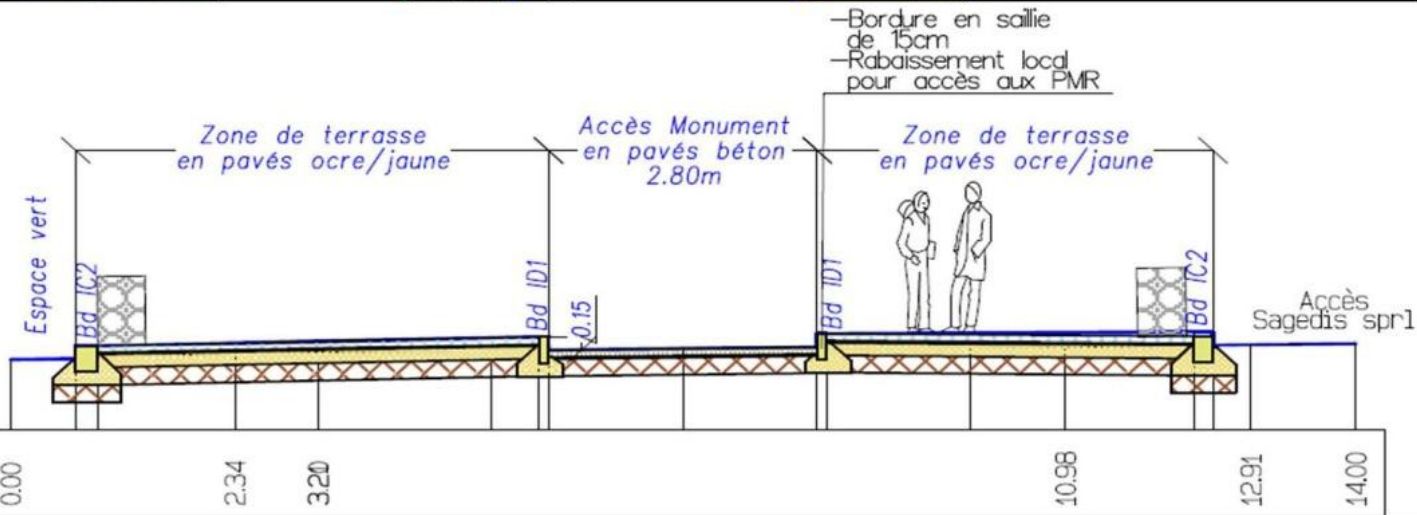 —Bordure en saillie
de 15cm
—Rabaissement local
pour accès aux PMR
Zone de terrasse
en pavés ocre/jaune
Accès Monument
en pavés béton
2.80m
Zone de terrasse
en pavés ocre/jaune
Espace vert
Bd IC2
Bd ID1
0.15
Bd ID1
Bd IC2
Accès
Sagedis sprl
0.00
2.34
3.20
10.98
12.91
14.00